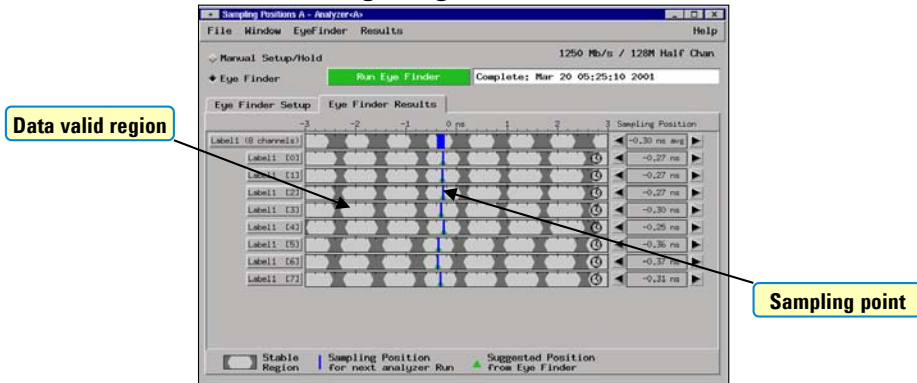 Sampling Positions A - Analyzer<A>
File Window EyeFinder Results Help
Manual Setup/Hold
1250 Mb/s / 128M Half Chan
Eye Finder
Run Eye Finder
Complete: Mar 20 05:25:10 2001
Eye Finder Setup
Eye Finder Results
Data valid region
-3 -2 -1 0 ns 1 2 3 Sampling Position
Label1 (8 channels) -0.30 ns avg
Label1 [0] -0.27 ns
Label1 [1] -0.27 ns
Label1 [2] -0.27 ns
Label1 [3] -0.30 ns
Label1 [4] -0.25 ns
Label1 [5] -0.36 ns
Label1 [6] -0.37 ns
Label1 [7] -0.31 ns
Sampling point
Stable Region
Sampling Position for next analyzer Run
Suggested Position from Eye Finder